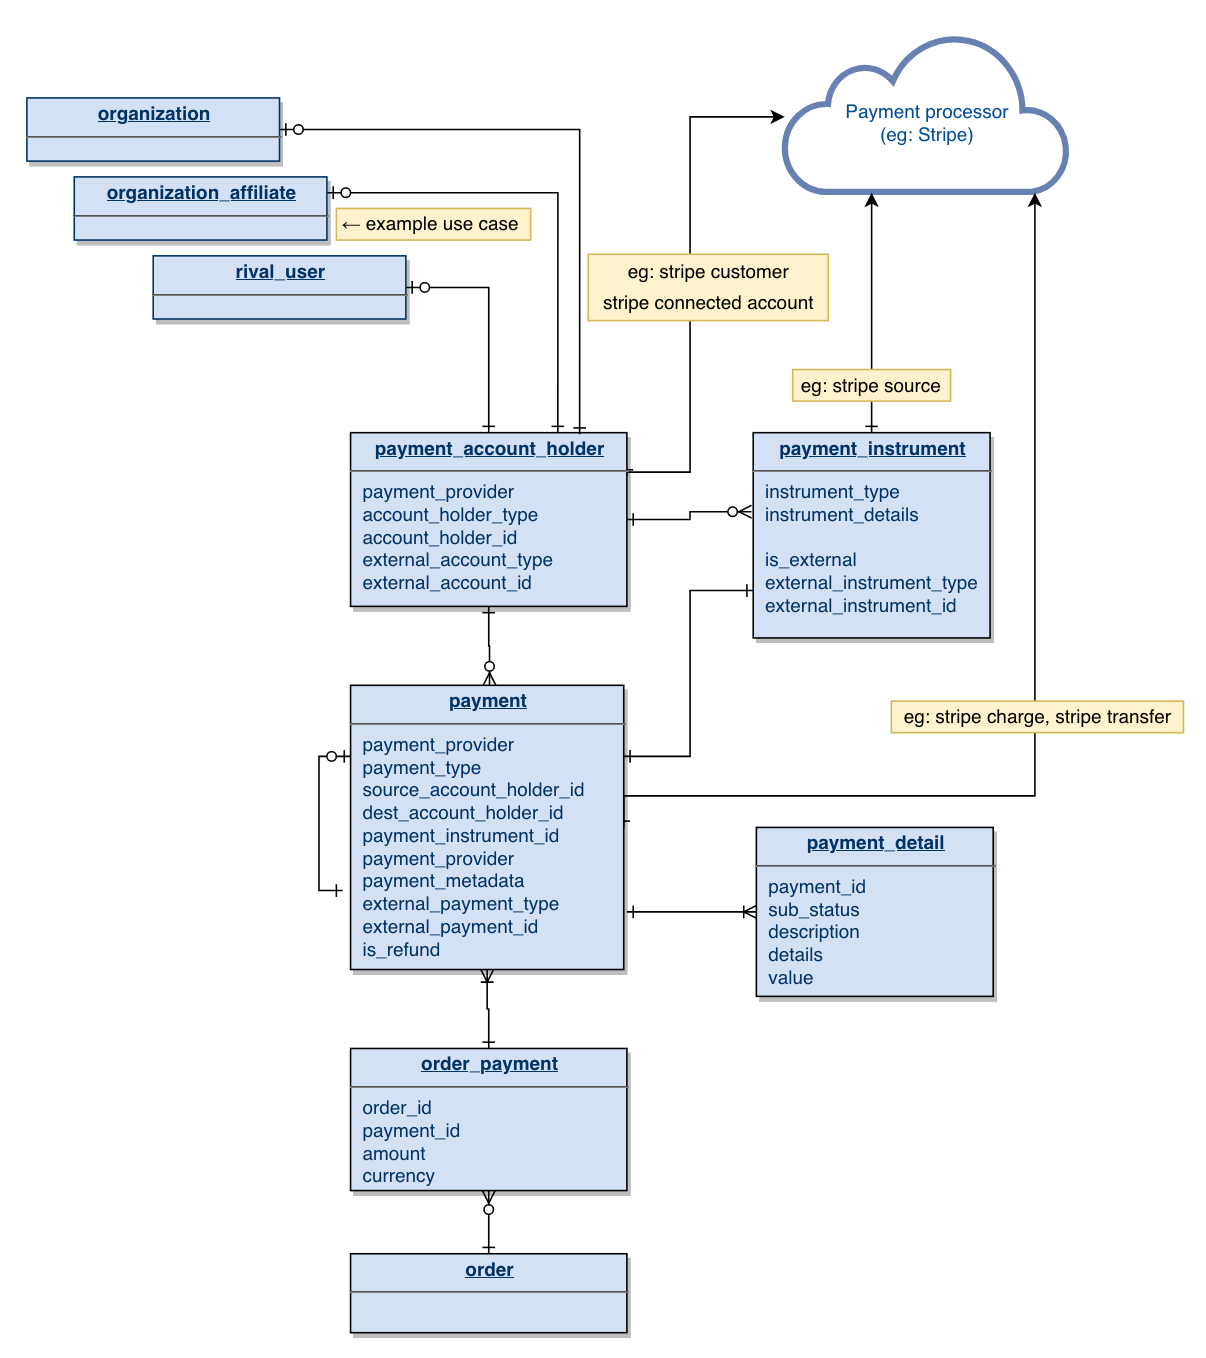 Payment processor
(eg: Stripe)
organization
organization_affiliate
← example use case
rival_user
eg: stripe customer
stripe connected account
eg: stripe source
payment_account_holder
payment_provider
account_holder_type
account_holder_id
external_account_type
external_account_id
payment_instrument
instrument_type
instrument_details
is_external
external_instrument_type
external_instrument_id
payment
payment_provider
payment_type
source_account_holder_id
dest_account_holder_id
payment_instrument_id
payment_provider
payment_metadata
external_payment_type
external_payment_id
is_refund
eg: stripe charge, stripe transfer
payment_detail
payment_id
sub_status
description
details
value
order_payment
order_id
payment_id
amount
currency
order